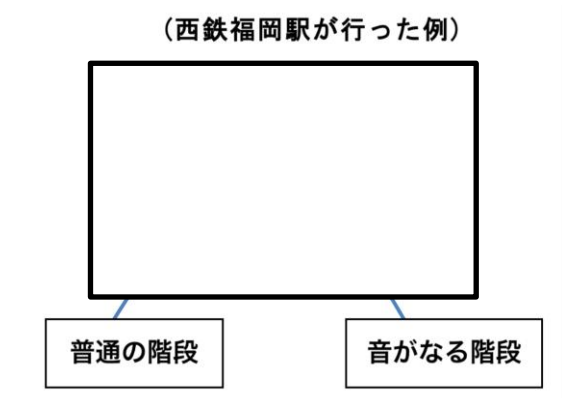 （西鉄福岡駅が行った例）
普通の階段
音がなる階段